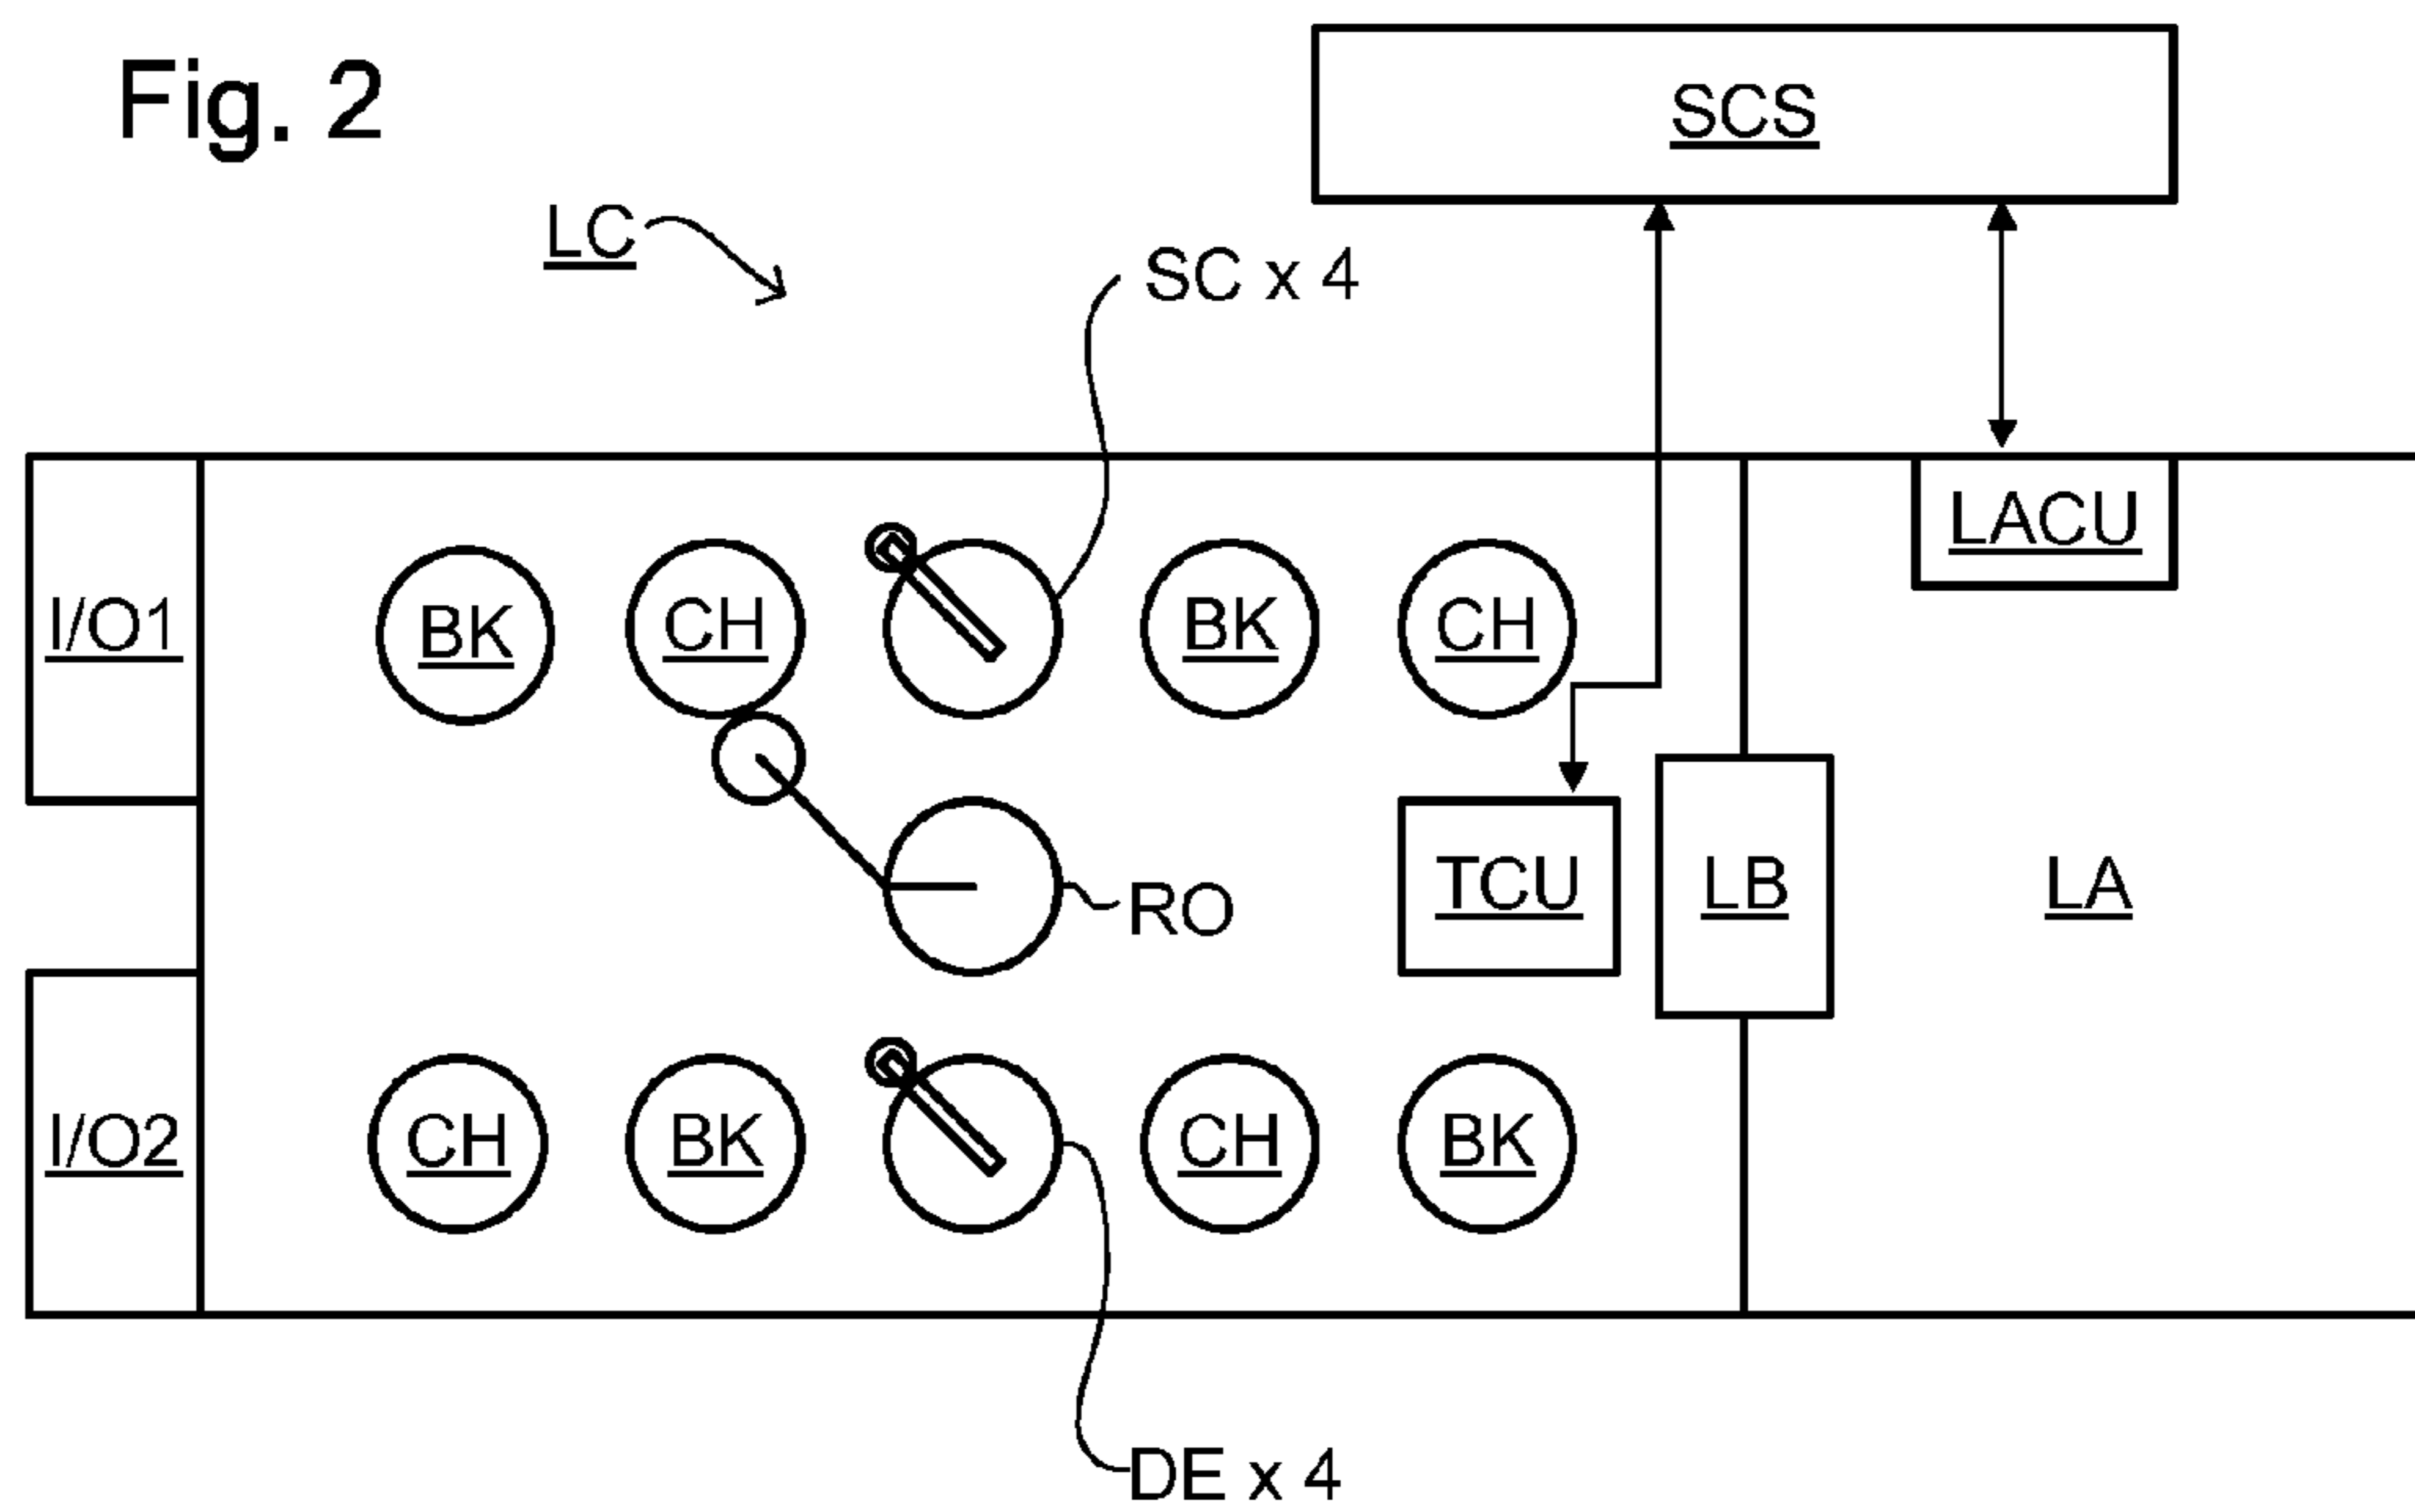 Fig. 2
SCS
LC
SC x 4
LACU
I/O1
BK
CH
BK
CH
RO
TCU
LB
LA
I/O2
CH
BK
CH
BK
DE x 4